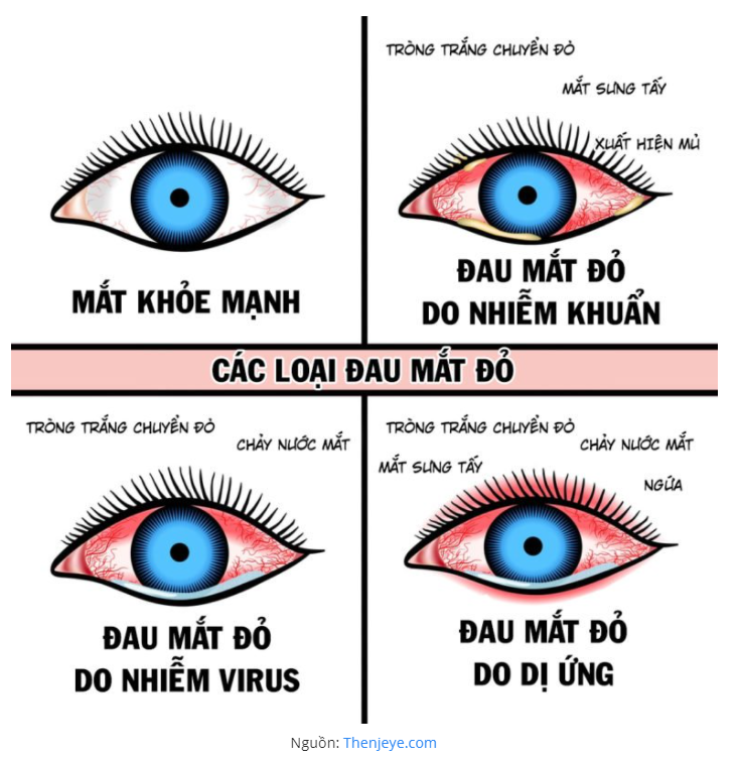 TRÒNG TRẮNG CHUYỂN ĐỎ
MẮT SƯNG TẤY
XUẤT HIỆN MỦ
MẮT KHỎE MẠNH
ĐAU MẮT ĐỎ
DO NHIỄM KHUẨN
CÁC LOẠI ĐAU MẮT ĐỎ
TRÒNG TRẮNG CHUYỂN ĐỎ
CHẢY NƯỚC MẮT
ĐAU MẮT ĐỎ
DO NHIỄM VIRUS
TRÒNG TRẮNG CHUYỂN ĐỎ
CHẢY NƯỚC MẮT
MẮT SƯNG TẤY
NGỨA
ĐAU MẮT ĐỎ
DO DỊ ỨNG
Nguồn: Thenjeye.com